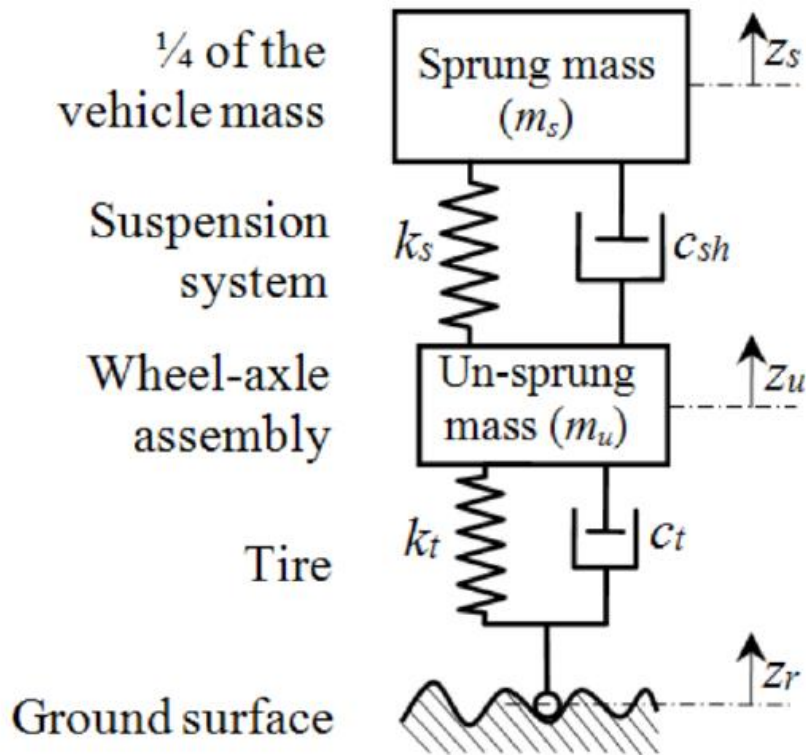 ¼ of the
vehicle mass
Sprung mass
(mₛ)
zₛ
Suspension
system
kₛ
cₛₕ
Wheel-axle
assembly
Un-sprung
mass (mᵤ)
zᵤ
Tire
kₜ
cₜ
Ground surface
zᵣ